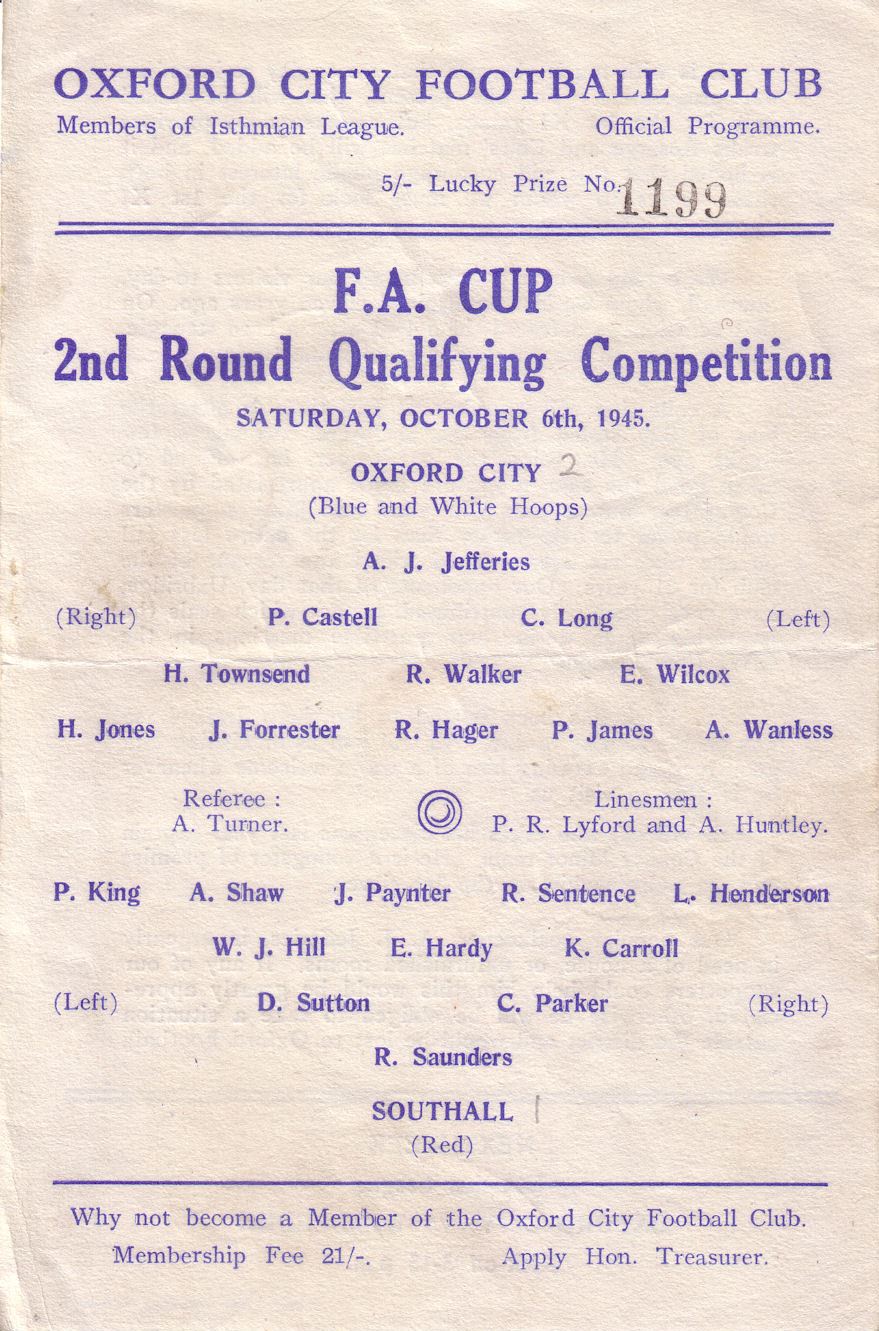 OXFORD CITY FOOTBALL CLUB
Members of Isthmian League. Official Programme.
5/- Lucky Prize No. 1199
F.A. CUP
2nd Round Qualifying Competition
SATURDAY, OCTOBER 6th, 1945.
OXFORD CITY 2
(Blue and White Hoops)
A. J. Jefferies
(Right) P. Castell C. Long (Left)
H. Townsend R. Walker E. Wilcox
H. Jones J. Forrester R. Hager P. James A. Wanless
Referee : Linesmen :
A. Turner. P. R. Lyford and A. Huntley.
P. King A. Shaw J. Paynter R. Sentence L. Henderson
W. J. Hill E. Hardy K. Carroll
(Left) D. Sutton C. Parker (Right)
R. Saunders
SOUTHALL 1
(Red)
Why not become a Member of the Oxford City Football Club.
Membership Fee 21/-. Apply Hon. Treasurer.